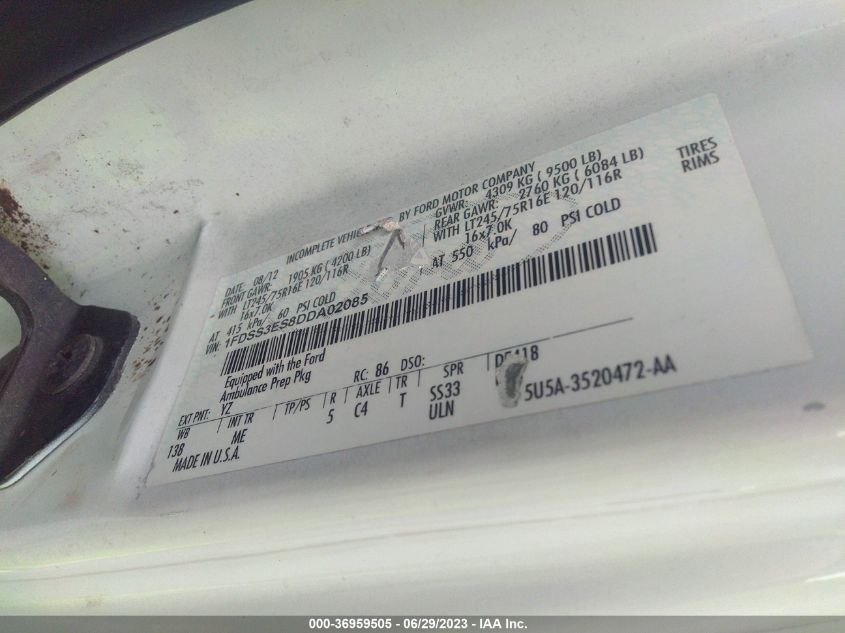 INCOMPLETE VEHIC BY FORD MOTOR COMPANY
DATE: 08/12 GVWR: 4309 KG ( 9500 LB)
FRONT GAWR: 1905 KG ( 4200 LB) REAR GAWR: 2760 KG ( 6084 LB)
WITH LT245/75R16E 120/116R WITH LT245/75R16E 120/116R TIRES
16x7.0K 16x7.0K RIMS
AT 415 kPa/ 60 PSI COLD AT 550 kPa/ 80 PSI COLD
VIN: 1FDSS3ES8DDA02085
Equipped with the Ford
Ambulance Prep Pkg
EXT PNT: YZ RC: 86 DSO:
WB INT TR TP/PS R AXLE TR SPR
138 ME 5 C4 T SS33
ULN 5U5A-3520472-AA
MADE IN U.S.A.
000-36959505 - 06/29/2023 - IAA Inc.